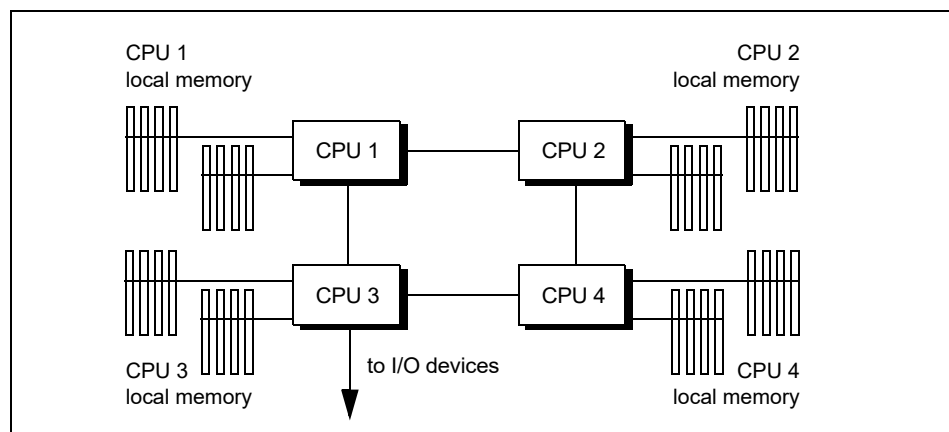 CPU 1
local memory
CPU 2
local memory
CPU 1
CPU 2
CPU 3
CPU 4
to I/O devices
CPU 3
local memory
CPU 4
local memory